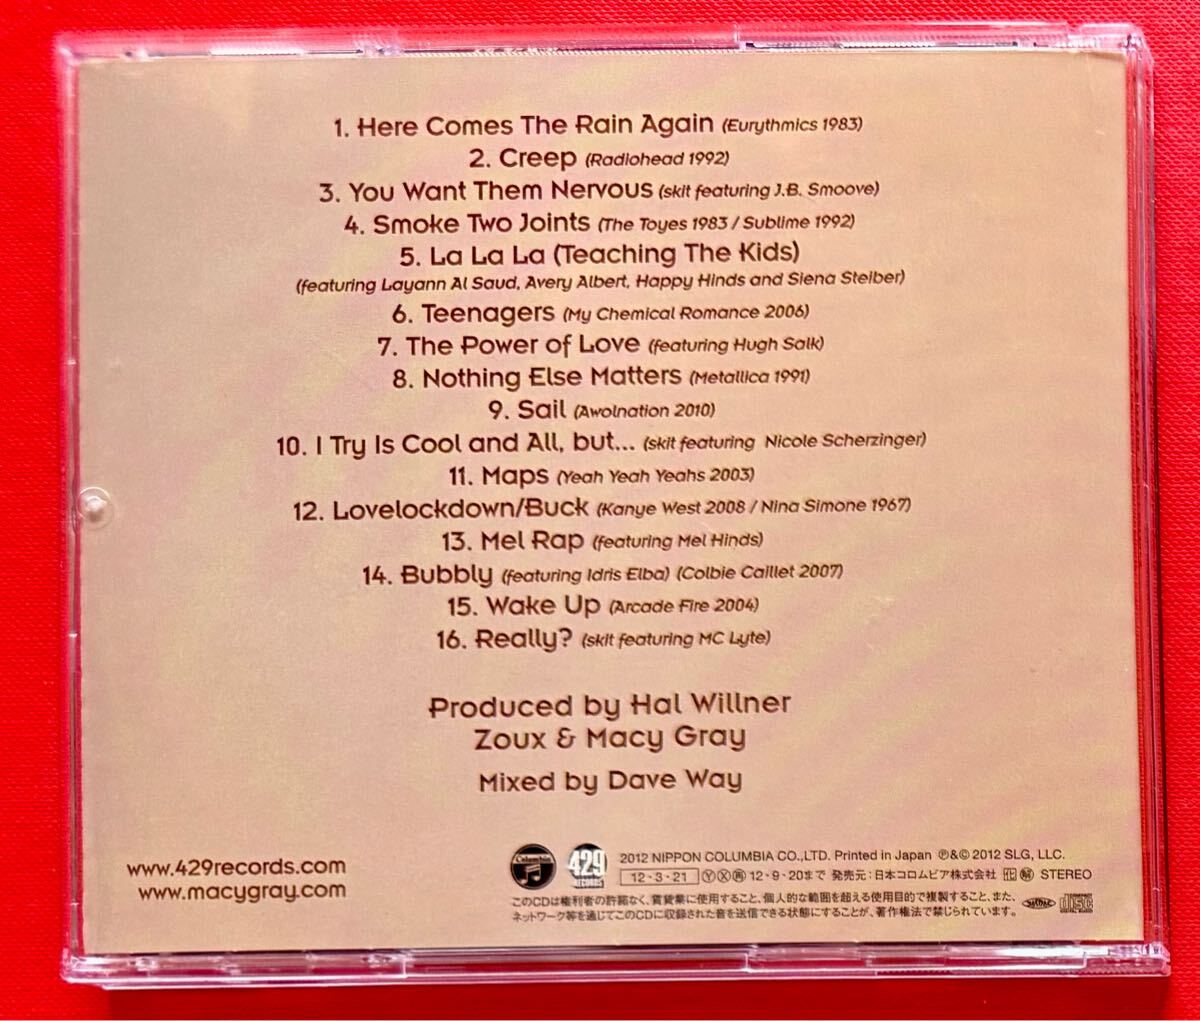 1. Here Comes The Rain Again (Eurythmics 1983)
2. Creep (Radiohead 1992)
3. You Want Them Nervous (skit featuring J.B. Smoove)
4. Smoke Two Joints (The Toyes 1983 / Sublime 1992)
5. La La La (Teaching The Kids)
(featuring Layann Al Saud, Avery Albert, Happy Hinds and Siena Steiber)
6. Teenagers (My Chemical Romance 2006)
7. The Power of Love (featuring Hugh Salk)
8. Nothing Else Matters (Metallica 1991)
9. Sail (Awolnation 2010)
10. I Try Is Cool and All, but... (skit featuring Nicole Scherzinger)
11. Maps (Yeah Yeah Yeahs 2003)
12. Lovelockdown/Buck (Kanye West 2008 / Nina Simone 1967)
13. Mel Rap (featuring Mel Hinds)
14. Bubbly (featuring Idris Elba) (Colbie Caillet 2007)
15. Wake Up (Arcade Fire 2004)
16. Really? (skit featuring MC Lyte)
Produced by Hal Willner
Zoux & Macy Gray
Mixed by Dave Way
www.429records.com
www.macygray.com
Columbia
429
RECORDS
2012 NIPPON COLUMBIA CO.,LTD. Printed in Japan ℗&© 2012 SLG, LLC.
12・3・21 Ⓨ Ⓧ ㊢ 12・9・20まで 発売元:日本コロムビア株式会社 STEREO
このCDは権利者の許諾なく、賃貸業に使用すること、個人的な範囲を超える使用目的で複製すること、また、
ネットワーク等を通じてこのCDに収録された音を送信できる状態にすることが、著作権法で禁じられています。
COMPACT
disc
DIGITAL AUDIO